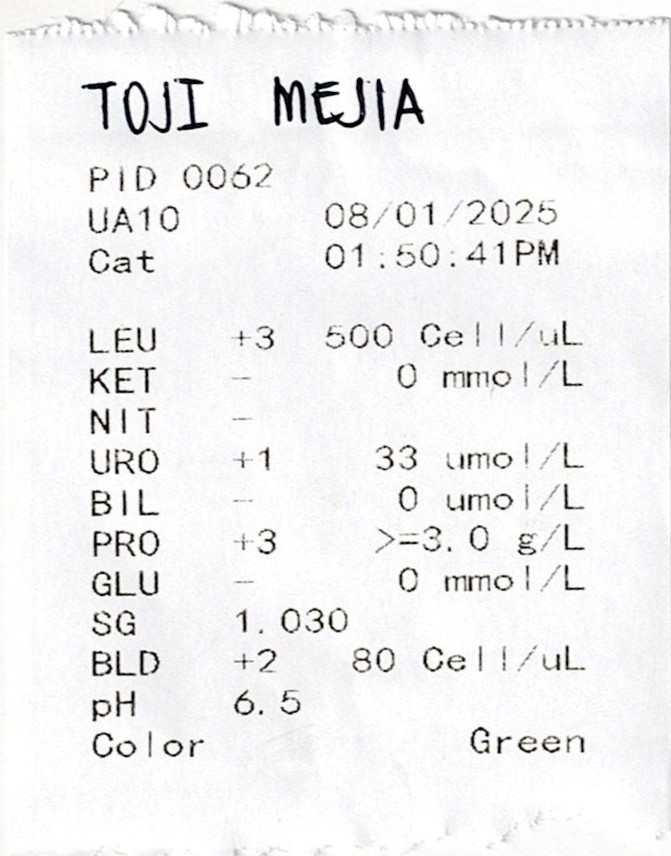 TOJI MEJIA
PID 0062
UA10 08/01/2025
Cat 01:50:41PM
LEU +3 500 Cell/uL
KET - 0 mmol/L
NIT -
URO +1 33 umol/L
BIL - 0 umol/L
PRO +3 >=3.0 g/L
GLU - 0 mmol/L
SG 1.030
BLD +2 80 Cell/uL
pH 6.5
Color Green